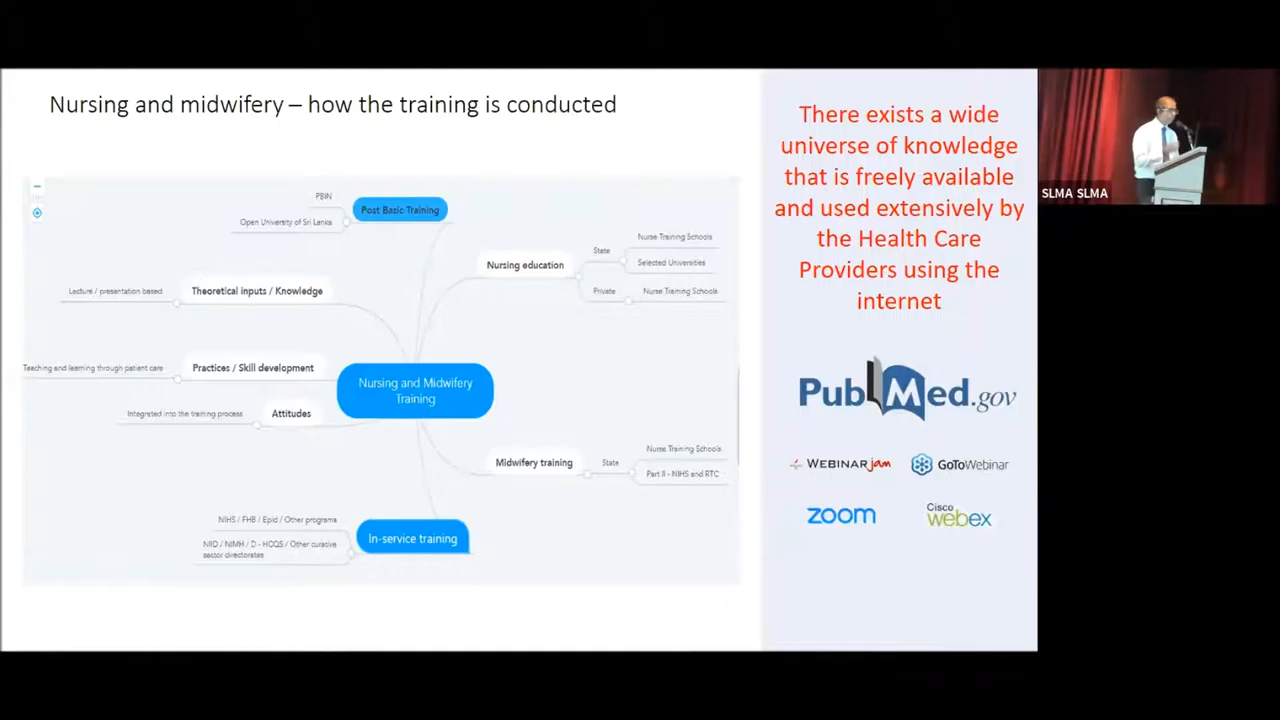 Nursing and midwifery – how the training is conducted
PBIN
Open University of Sri Lanka
Post Basic Training
Lecture / presentation based
Theoretical inputs / Knowledge
Teaching and learning through patient care
Practices / Skill development
Integrated into the training process
Attitudes
Nursing and Midwifery
Training
Nursing education
State
Nurse Training Schools
Selected Universities
Private
Nurse Training Schools
Midwifery training
State
Nurse Training Schools
Part II - NIHS and RTC
NIHS / FHB / Epid / Other programs
NIID / NIMH / D - HCQS / Other curative
sector directorates
In-service training
There exists a wide
universe of knowledge
that is freely available
and used extensively by
the Health Care
Providers using the
internet
PubMed.gov
WEBINARJAM
GoToWebinar
zoom
Cisco
webex
SLMA SLMA